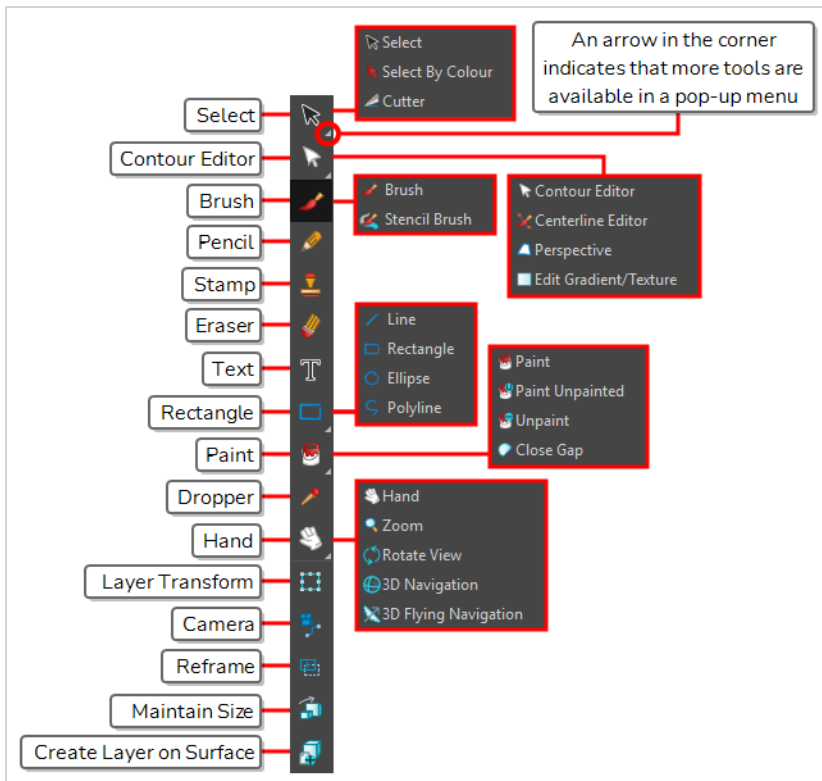 Select
Select By Colour
Cutter
An arrow in the corner
indicates that more tools are
available in a pop-up menu
Select
Contour Editor
Brush
Stencil Brush
Contour Editor
Centerline Editor
Perspective
Edit Gradient/Texture
Brush
Pencil
Stamp
Eraser
Line
Rectangle
Ellipse
Polyline
Text
Paint
Paint Unpainted
Unpaint
Close Gap
Rectangle
Paint
Dropper
Hand
Zoom
Rotate View
3D Navigation
3D Flying Navigation
Hand
Layer Transform
Camera
Reframe
Maintain Size
Create Layer on Surface